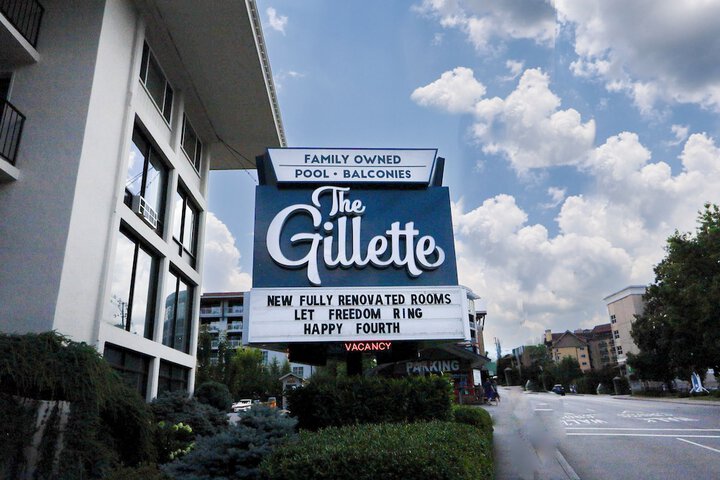 FAMILY OWNED
POOL • BALCONIES
The
Gillette
NEW FULLY RENOVATED ROOMS
LET FREEDOM RING
HAPPY FOURTH
VACANCY
PARKING